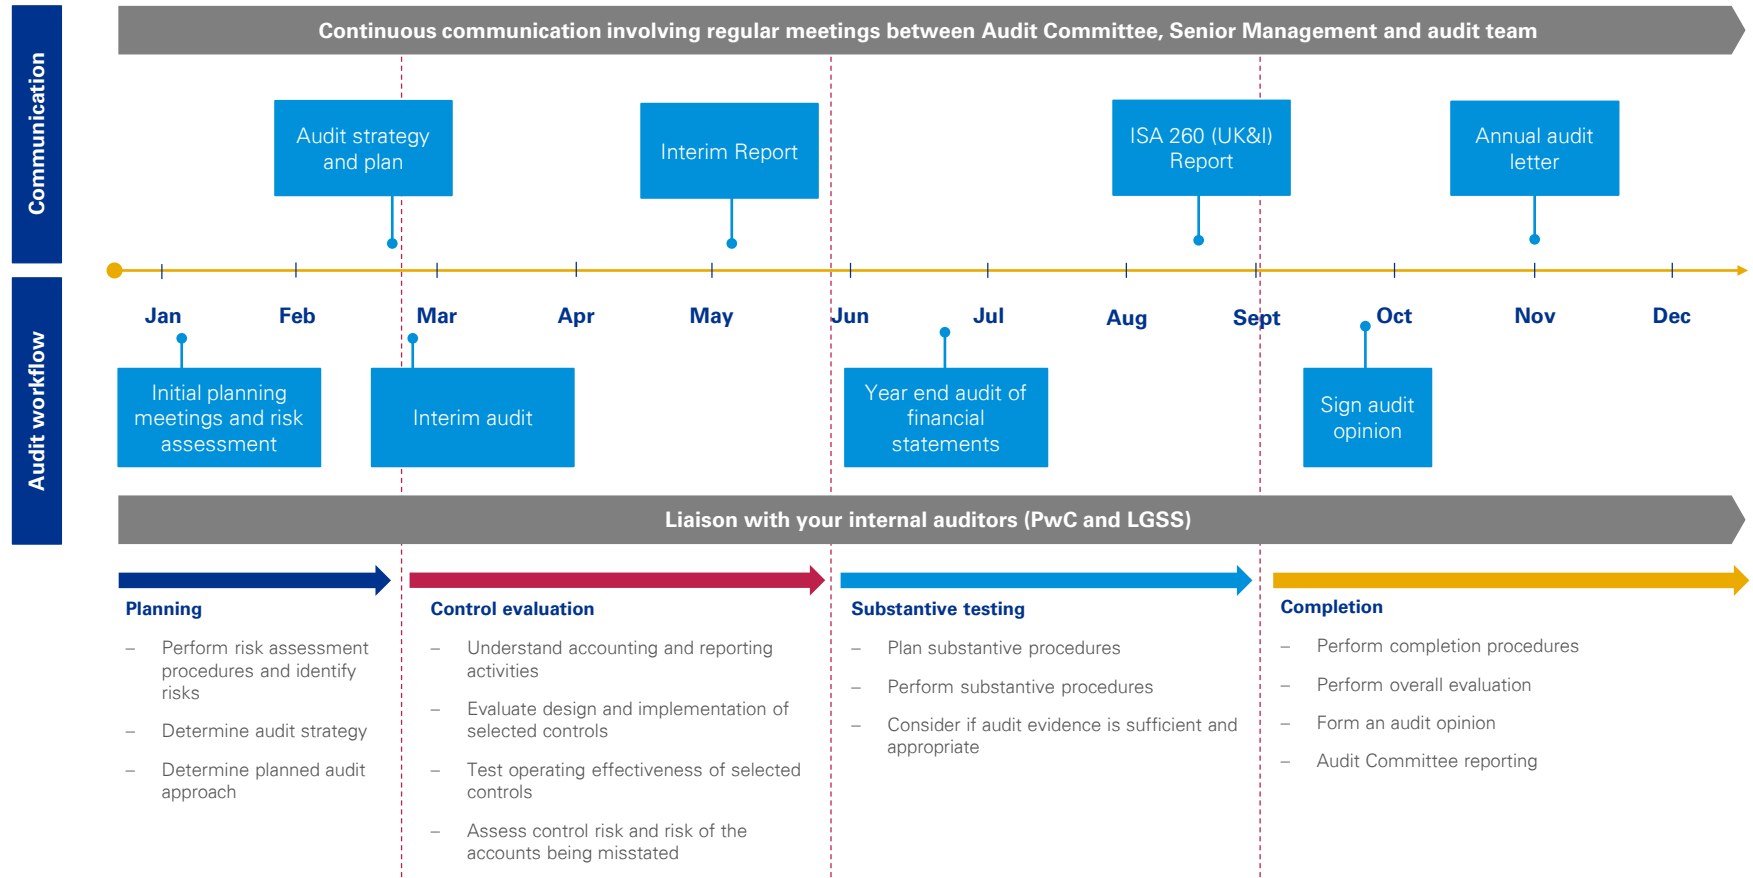 Continuous communication involving regular meetings between Audit Committee, Senior Management and audit team
Communication
Audit strategy
and plan
Interim Report
ISA 260 (UK&I)
Report
Annual audit
letter
Jan
Feb
Mar
Apr
May
Jun
Jul
Aug
Sept
Oct
Nov
Dec
Audit workflow
Initial planning
meetings and risk
assessment
Interim audit
Year end audit of
financial
statements
Sign audit
opinion
Liaison with your internal auditors (PwC and LGSS)
Planning
– Perform risk assessment
procedures and identify
risks
– Determine audit strategy
– Determine planned audit
approach
Control evaluation
– Understand accounting and reporting
activities
– Evaluate design and implementation of
selected controls
– Test operating effectiveness of selected
controls
– Assess control risk and risk of the
accounts being misstated
Substantive testing
– Plan substantive procedures
– Perform substantive procedures
– Consider if audit evidence is sufficient and
appropriate
Completion
– Perform completion procedures
– Perform overall evaluation
– Form an audit opinion
– Audit Committee reporting